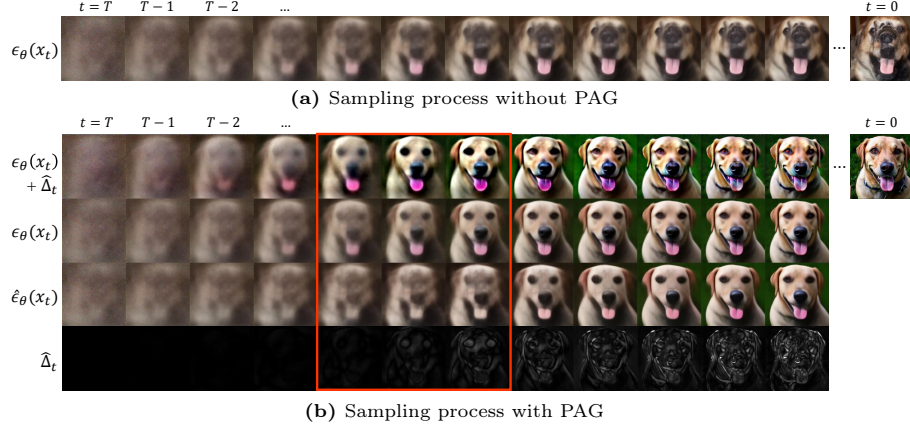 t = T   T − 1   T − 2   ...   t = 0
ϵθ(xt)   ...
(a) Sampling process without PAG
t = T   T − 1   T − 2   ...   t = 0
ϵθ(xt)   ...
+ Δ̂t
ϵθ(xt)
ϵ̂θ(xt)
Δ̂t
(b) Sampling process with PAG